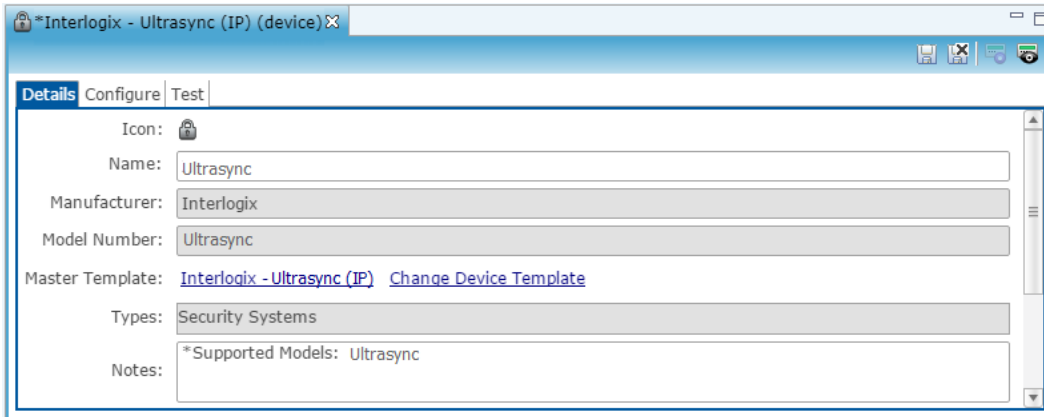 *Interlogix - Ultrasync (IP) (device)
Details Configure Test
Icon:
Name: Ultrasync
Manufacturer: Interlogix
Model Number: Ultrasync
Master Template: Interlogix - Ultrasync (IP) Change Device Template
Types: Security Systems
Notes: *Supported Models: Ultrasync